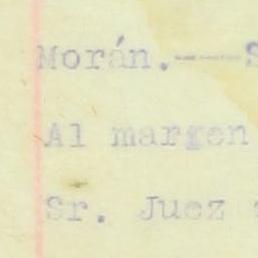 Morán.----S
Al margen
Sr. Juez